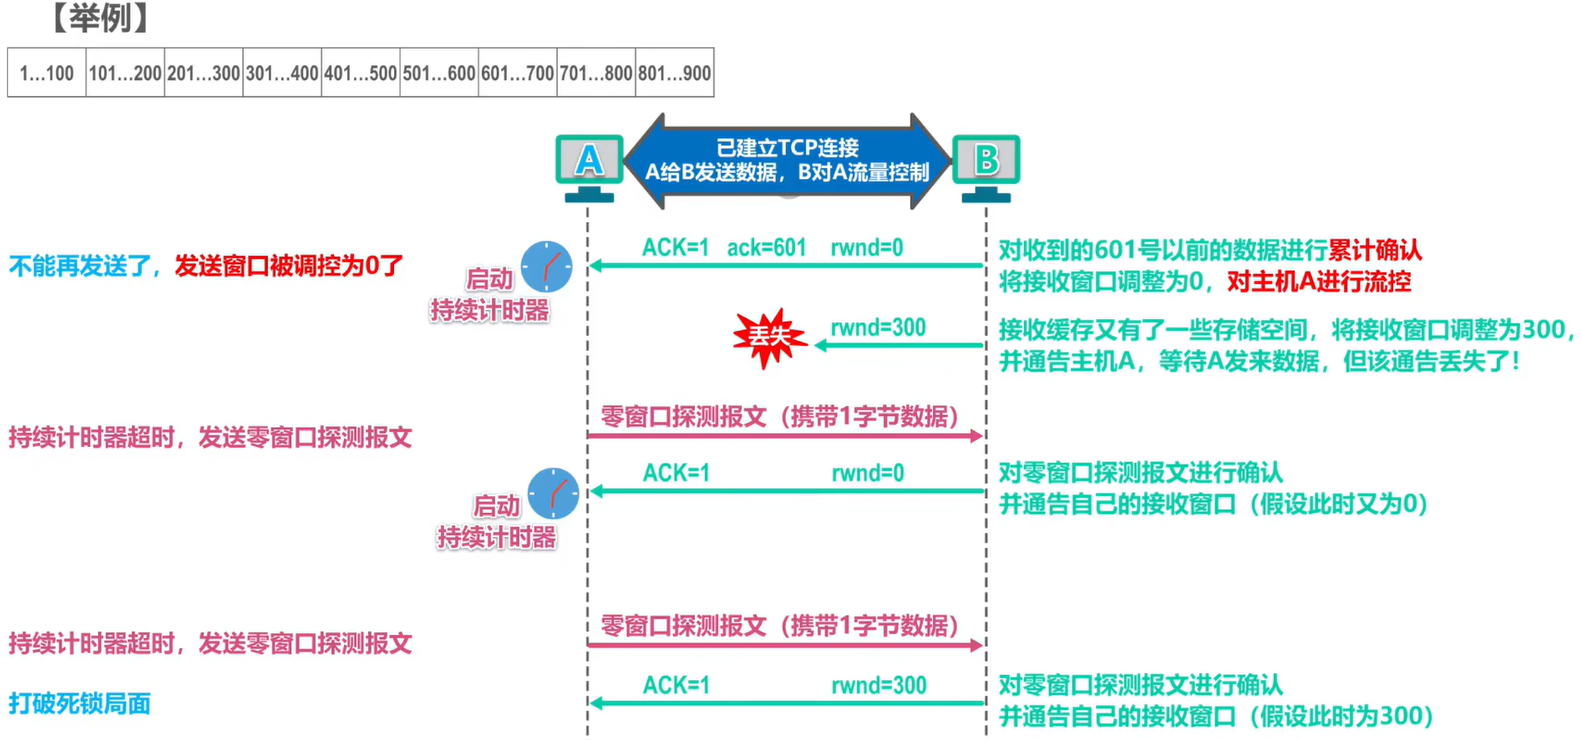 【举例】
1...100 101...200 201...300 301...400 401...500 501...600 601...700 701...800 801...900
A
已建立TCP连接
A给B发送数据，B对A流量控制
B
不能再发送了，发送窗口被调控为0了
启动
持续计时器
ACK=1 ack=601 rwnd=0
对收到的601号以前的数据进行累计确认
将接收窗口调整为0，对主机A进行流控
丢失
rwnd=300
接收缓存又有了一些存储空间，将接收窗口调整为300，
并通告主机A，等待A发来数据，但该通告丢失了！
持续计时器超时，发送零窗口探测报文
零窗口探测报文（携带1字节数据）
启动
持续计时器
ACK=1 rwnd=0
对零窗口探测报文进行确认
并通告自己的接收窗口（假设此时又为0）
持续计时器超时，发送零窗口探测报文
零窗口探测报文（携带1字节数据）
打破死锁局面
ACK=1 rwnd=300
对零窗口探测报文进行确认
并通告自己的接收窗口（假设此时为300）